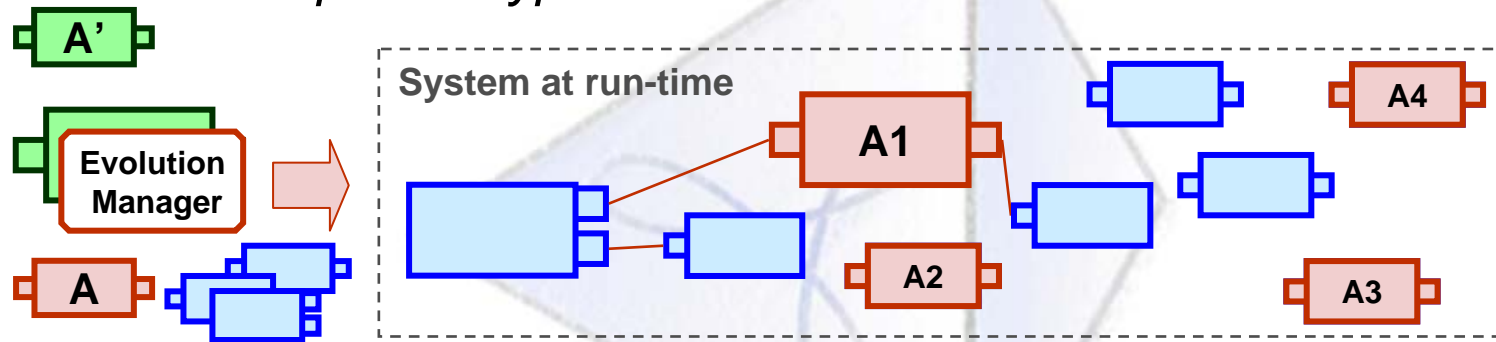 A’
System at run-time
A1
A4
Evolution
Manager
A
A2
A3